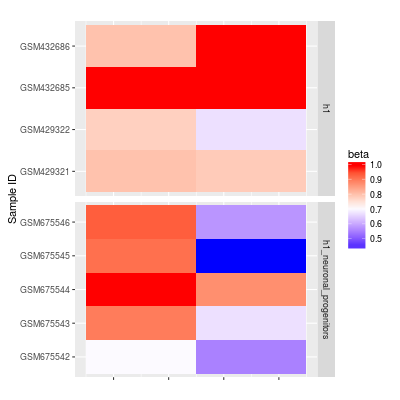 GSM432686
GSM432685
GSM429322
GSM429321
h1
GSM675546
GSM675545
GSM675544
GSM675543
GSM675542
h1_neuronal_progenitors
Sample ID
beta
1.0
0.9
0.8
0.7
0.6
0.5